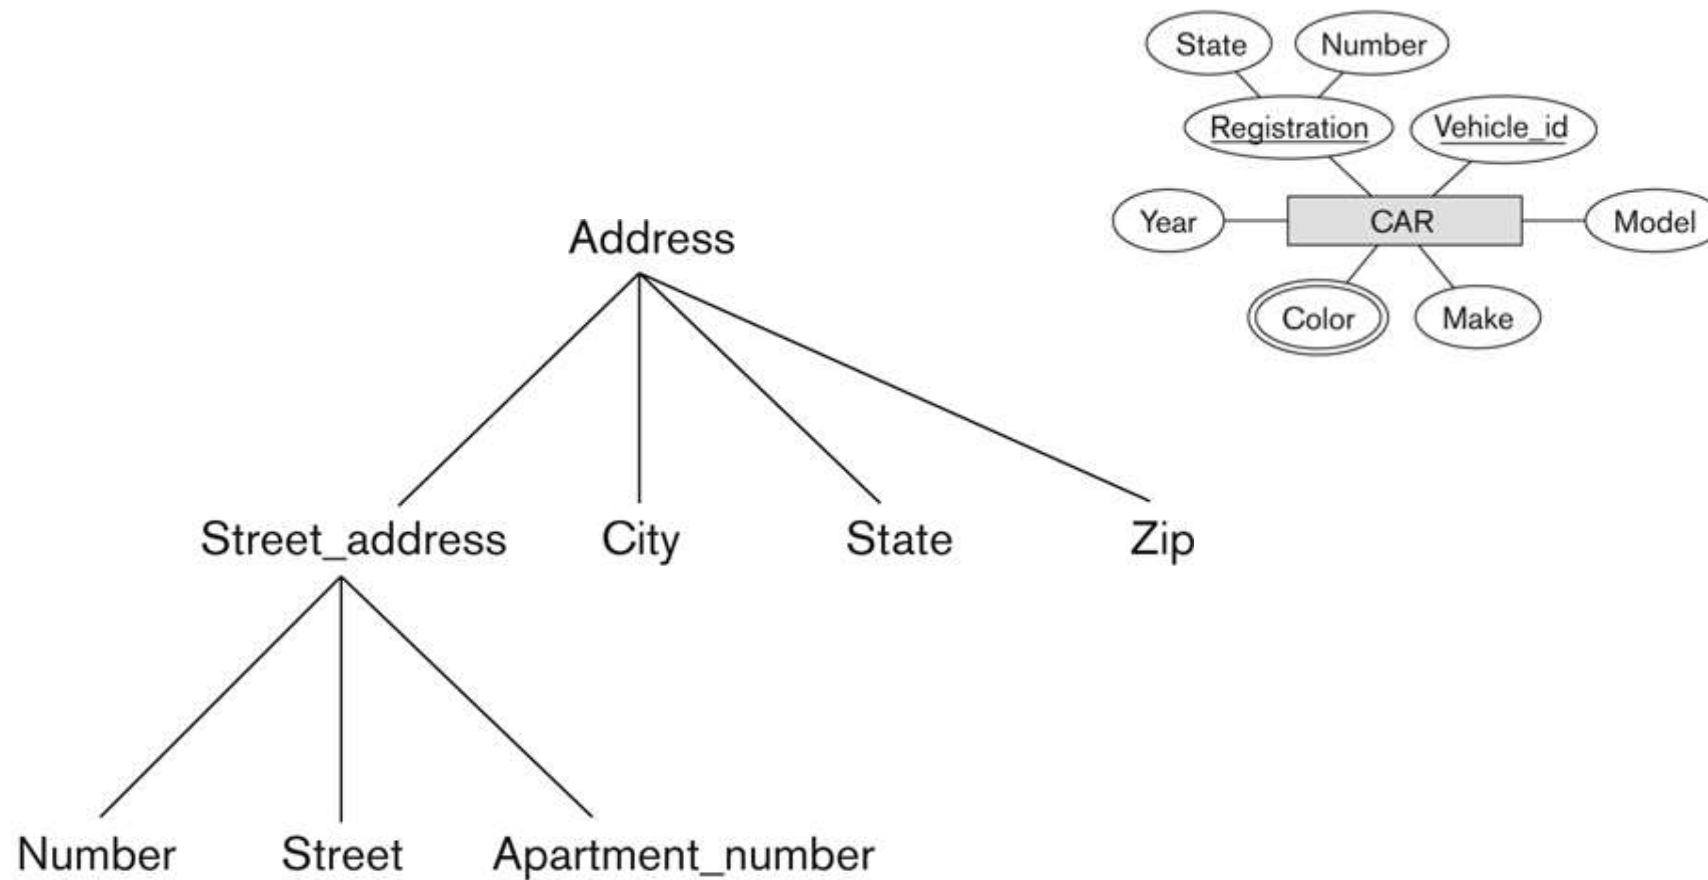 State Number
Registration Vehicle_id
Year CAR Model
Color Make
Address
Street_address City State Zip
Number Street Apartment_number